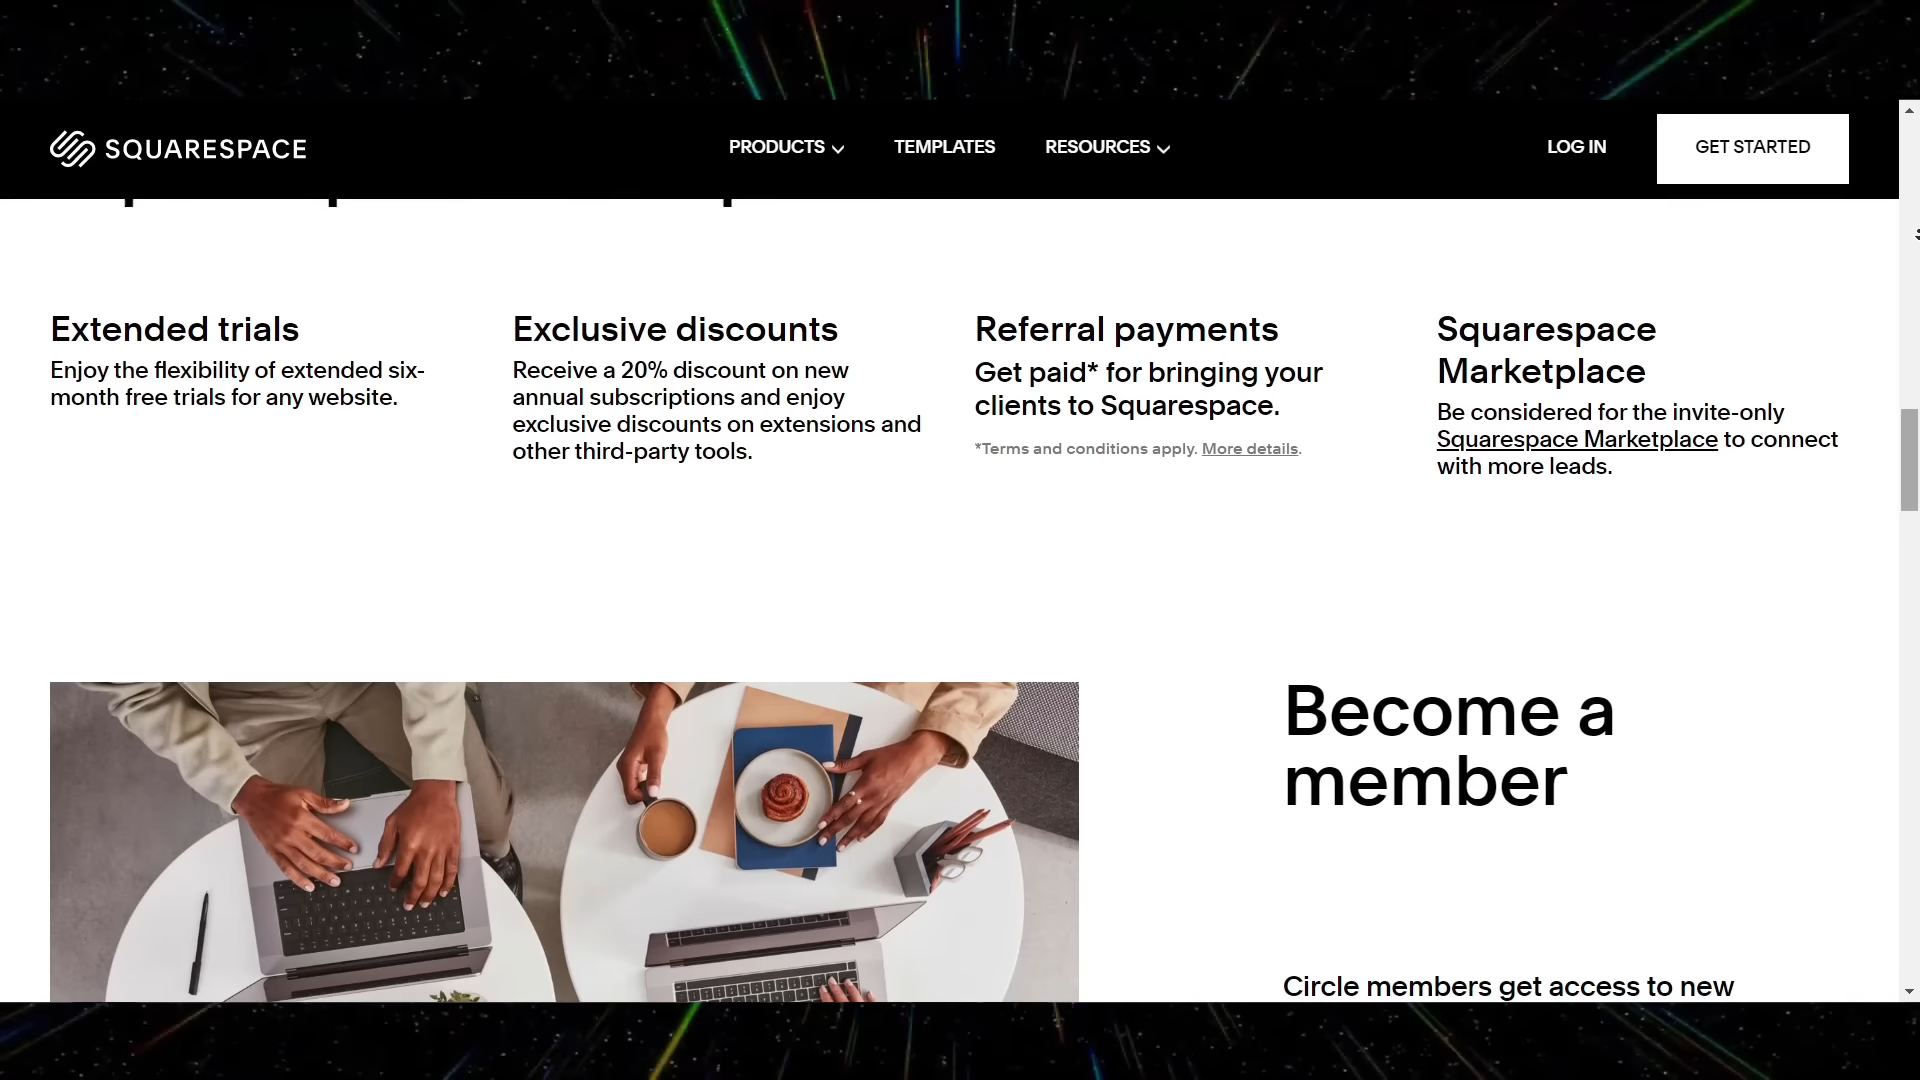 SQUARESPACE
PRODUCTS
TEMPLATES
RESOURCES
LOG IN
GET STARTED
Extended trials
Enjoy the flexibility of extended six-
month free trials for any website.
Exclusive discounts
Receive a 20% discount on new
annual subscriptions and enjoy
exclusive discounts on extensions and
other third-party tools.
Referral payments
Get paid* for bringing your
clients to Squarespace.
*Terms and conditions apply. More details.
Squarespace
Marketplace
Be considered for the invite-only
Squarespace Marketplace to connect
with more leads.
Become a
member
Circle members get access to new